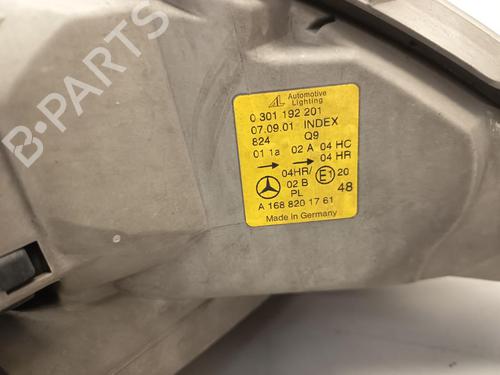 AL Automotive
Lighting
0 301 192 201
07.09.01 INDEX
824 Q9
01 1a 02 A 04 HC
04 HR
04HR/ E1 20
02 B 48
PL
A 168 820 17 61
Made in Germany
B-PARTS